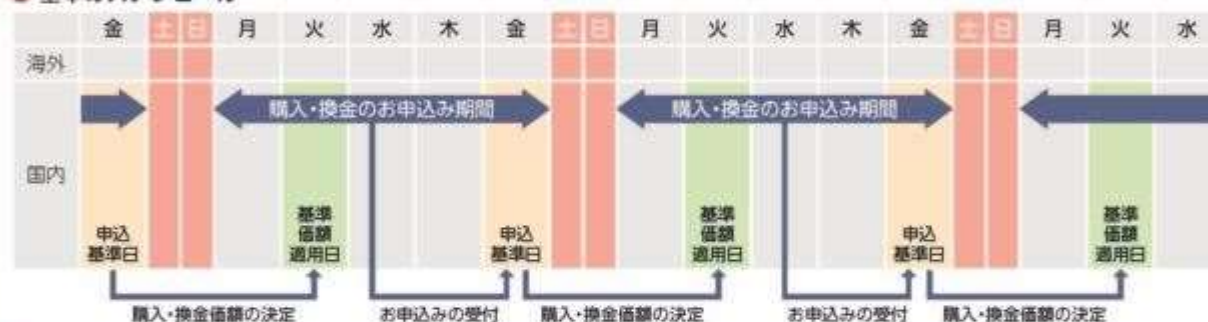 金 土 日 月 火 水 木 金 土 日 月 火 水 木 金 土 日 月 火 水
海外
購入・換金のお申込み期間 購入・換金のお申込み期間
国内
申込
基準日
基準
価額
適用日
申込
基準日
基準
価額
適用日
申込
基準日
基準
価額
適用日
購入・換金価額の決定 お申込みの受付 購入・換金価額の決定 お申込みの受付 購入・換金価額の決定